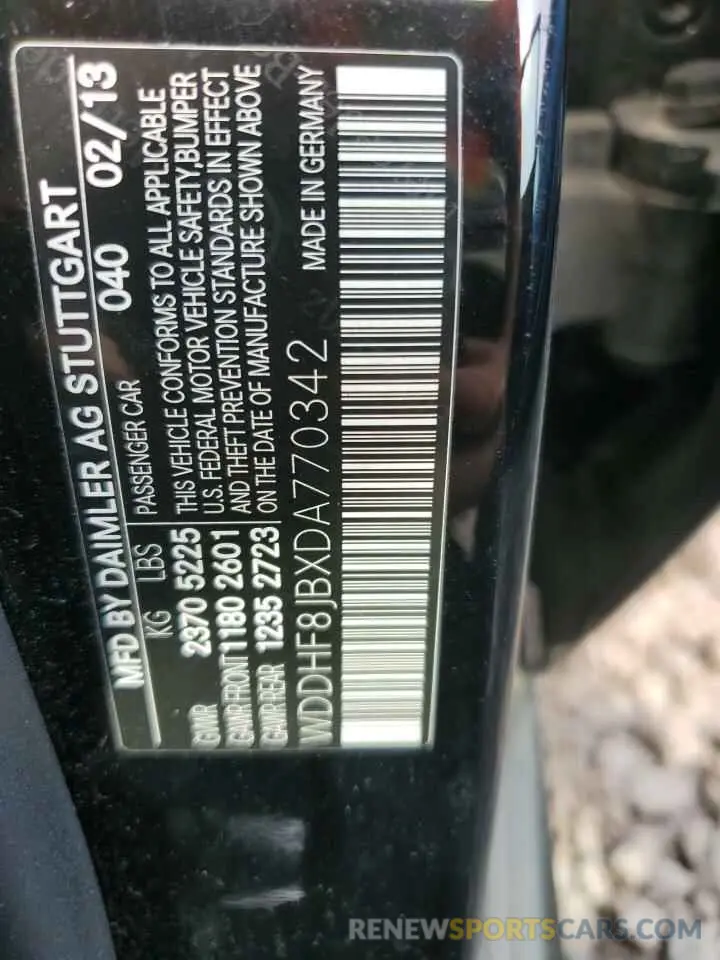 MFD BY DAIMLER AG STUTTGART
040 02/13
KG LBS PASSENGER CAR
GVWR 2370 5225
GAWR FRONT 1180 2601
GAWR REAR 1235 2723
THIS VEHICLE CONFORMS TO ALL APPLICABLE
U.S. FEDERAL MOTOR VEHICLE SAFETY,BUMPER
AND THEFT PREVENTION STANDARDS IN EFFECT
ON THE DATE OF MANUFACTURE SHOWN ABOVE
WDDHF8JBXDA770342 MADE IN GERMANY
RENEWSPORTSCARS.COM